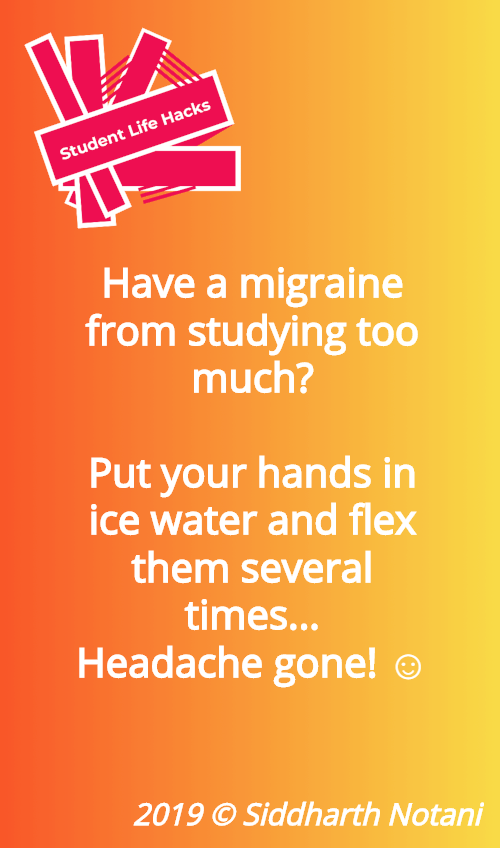 Student Life Hacks
Have a migraine
from studying too
much?
Put your hands in
ice water and flex
them several
times...
Headache gone! ☺
2019 © Siddharth Notani